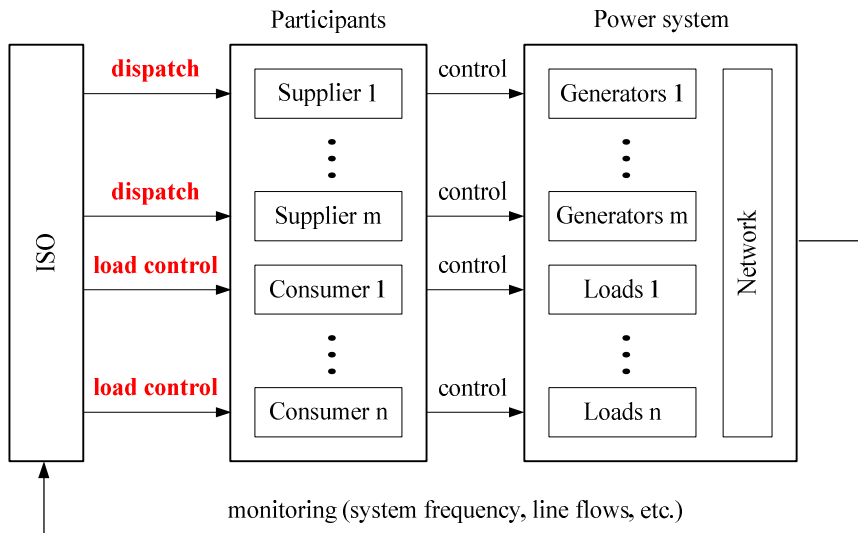 Participants
Power system
dispatch
Supplier 1
control
Generators 1
dispatch
Supplier m
control
Generators m
ISO
load control
Consumer 1
control
Loads 1
Network
load control
Consumer n
control
Loads n
monitoring (system frequency, line flows, etc.)